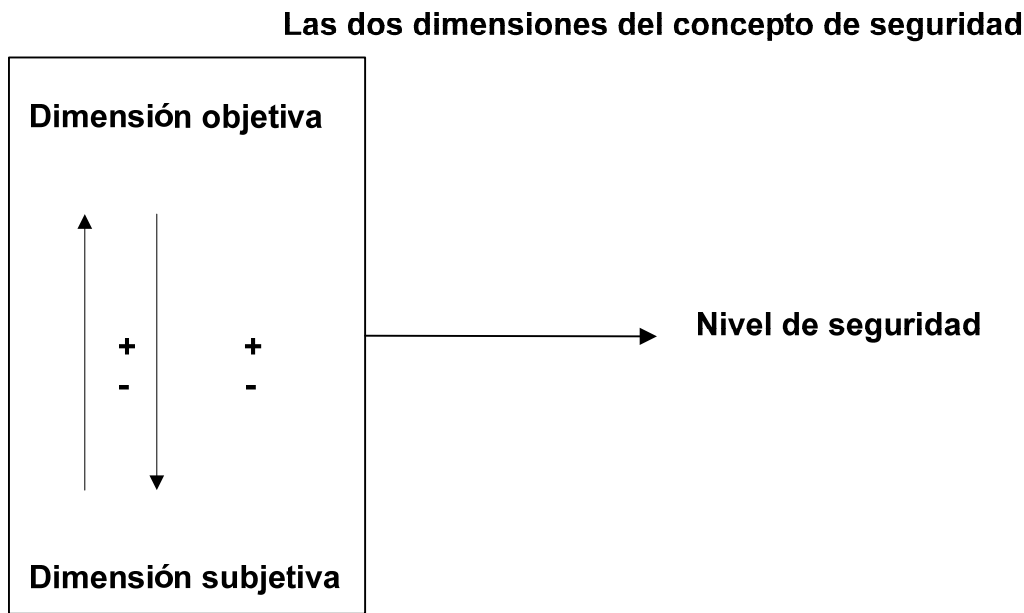 Las dos dimensiones del concepto de seguridad
Dimensión objetiva
+ +
- -
Nivel de seguridad
Dimensión subjetiva